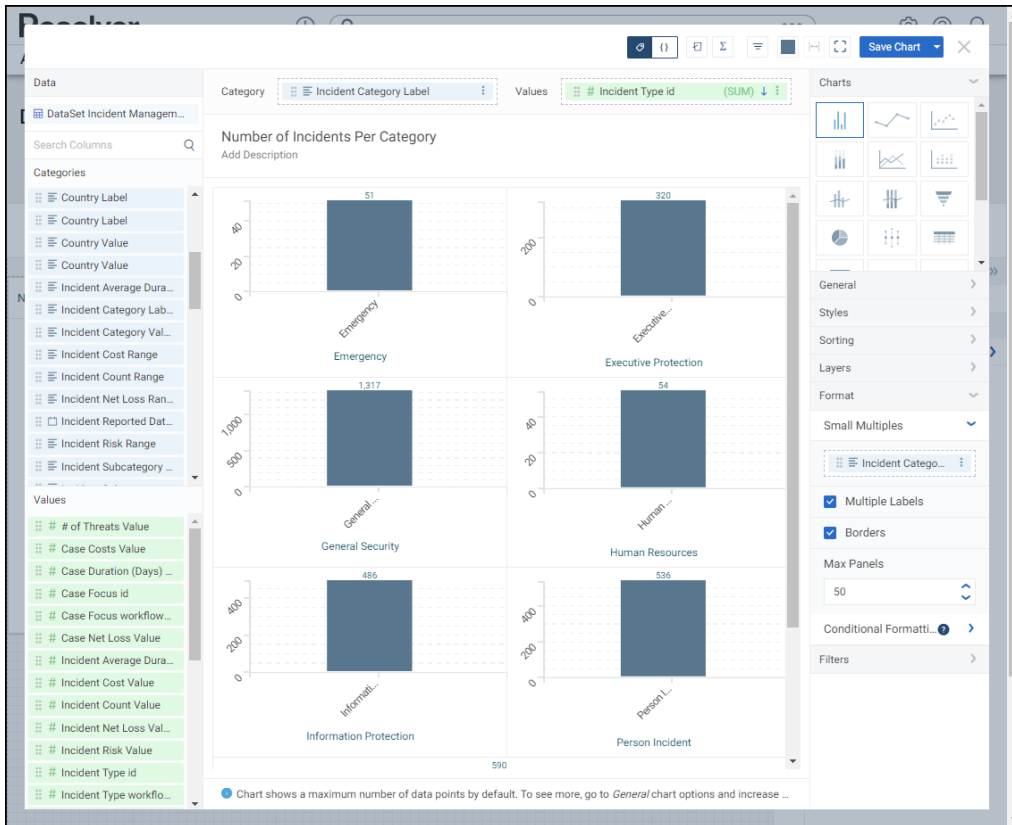 Resolver
Save Chart
Data
DataSet Incident Managem...
Search Columns
Categories
Country Label
Country Label
Country Value
Country Value
Incident Average Dura...
Incident Category Lab...
Incident Category Val...
Incident Cost Range
Incident Count Range
Incident Net Loss Ran...
Incident Reported Dat...
Incident Risk Range
Incident Subcategory ...
Values
# # of Threats Value
# Case Costs Value
# Case Duration (Days) ...
# Case Focus id
# Case Focus workflow...
# Case Net Loss Value
# Incident Average Dura...
# Incident Cost Value
# Incident Count Value
# Incident Net Loss Val...
# Incident Risk Value
# Incident Type id
# Incident Type workflo...
Category Incident Category Label Values # Incident Type id (SUM)
Number of Incidents Per Category
Add Description
51
40
20
0
Emergency
Emergency
320
200
0
Executive...
Executive Protection
1,317
1,000
500
0
General ...
General Security
54
40
20
0
Human ...
Human Resources
486
400
200
0
Informati...
Information Protection
536
400
200
0
Person I...
Person Incident
590
Chart shows a maximum number of data points by default. To see more, go to General chart options and increase ...
Charts
General
Styles
Sorting
Layers
Format
Small Multiples
Incident Catego...
Multiple Labels
Borders
Max Panels
50
Conditional Formatti...
Filters